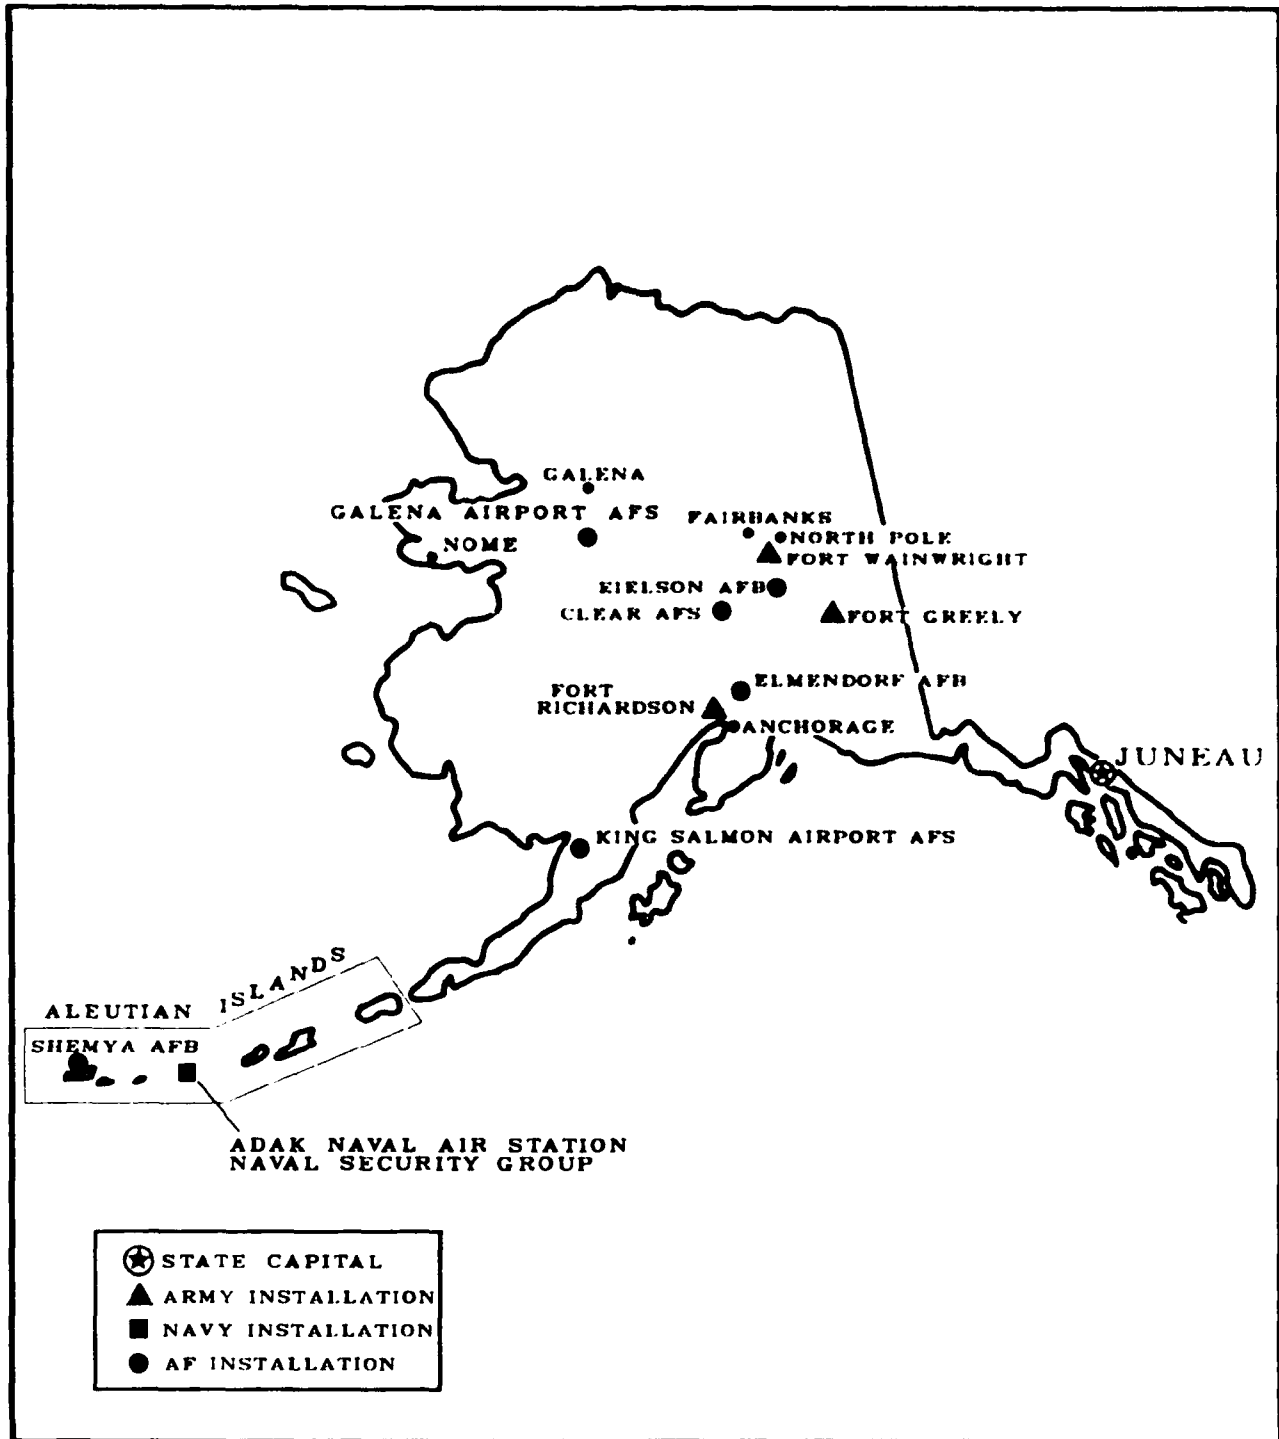 GALENA
GALENA AIRPORT AFS
FAIRBANKS
NORTH POLE
NOME
FORT WAINWRIGHT
EIELSON AFB
CLEAR AFS
FORT GREELY
ELMENDORF AFB
FORT
RICHARDSON
ANCHORAGE
JUNEAU
KING SALMON AIRPORT AFS
ALEUTIAN ISLANDS
SHEMYA AFB
ADAK NAVAL AIR STATION
NAVAL SECURITY GROUP
STATE CAPITAL
ARMY INSTALLATION
NAVY INSTALLATION
AF INSTALLATION